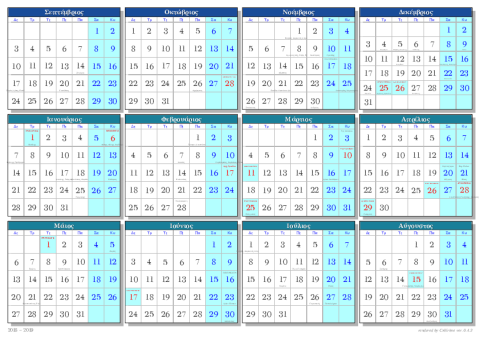 Σεπτέμβριος
Δε Τρ Τε Πε Πα Σα Κυ
1 2
3 4 5 6 7 8 9
10 11 12 13 14 15 16
17 18 19 20 21 22 23
24 25 26 27 28 29 30
Οκτώβριος
Δε Τρ Τε Πε Πα Σα Κυ
1 2 3 4 5 6 7
8 9 10 11 12 13 14
15 16 17 18 19 20 21
22 23 24 25 26 27 28
29 30 31
Νοέμβριος
Δε Τρ Τε Πε Πα Σα Κυ
1 2 3 4
5 6 7 8 9 10 11
12 13 14 15 16 17 18
19 20 21 22 23 24 25
26 27 28 29 30
Δεκέμβριος
Δε Τρ Τε Πε Πα Σα Κυ
1 2
3 4 5 6 7 8 9
10 11 12 13 14 15 16
17 18 19 20 21 22 23
24 25 26 27 28 29 30
31
Ιανουάριος
Δε Τρ Τε Πε Πα Σα Κυ
1 2 3 4 5 6
7 8 9 10 11 12 13
14 15 16 17 18 19 20
21 22 23 24 25 26 27
28 29 30 31
Φεβρουάριος
Δε Τρ Τε Πε Πα Σα Κυ
1 2 3
4 5 6 7 8 9 10
11 12 13 14 15 16 17
18 19 20 21 22 23 24
25 26 27 28
Μάρτιος
Δε Τρ Τε Πε Πα Σα Κυ
1 2 3
4 5 6 7 8 9 10
11 12 13 14 15 16 17
18 19 20 21 22 23 24
25 26 27 28 29 30 31
Απρίλιος
Δε Τρ Τε Πε Πα Σα Κυ
1 2 3 4 5 6 7
8 9 10 11 12 13 14
15 16 17 18 19 20 21
22 23 24 25 26 27 28
29 30
Μάιος
Δε Τρ Τε Πε Πα Σα Κυ
1 2 3 4 5
6 7 8 9 10 11 12
13 14 15 16 17 18 19
20 21 22 23 24 25 26
27 28 29 30 31
Ιούνιος
Δε Τρ Τε Πε Πα Σα Κυ
1 2
3 4 5 6 7 8 9
10 11 12 13 14 15 16
17 18 19 20 21 22 23
24 25 26 27 28 29 30
Ιούλιος
Δε Τρ Τε Πε Πα Σα Κυ
1 2 3 4 5 6 7
8 9 10 11 12 13 14
15 16 17 18 19 20 21
22 23 24 25 26 27 28
29 30 31
Αύγουστος
Δε Τρ Τε Πε Πα Σα Κυ
1 2 3 4
5 6 7 8 9 10 11
12 13 14 15 16 17 18
19 20 21 22 23 24 25
26 27 28 29 30 31
2018 - 2019